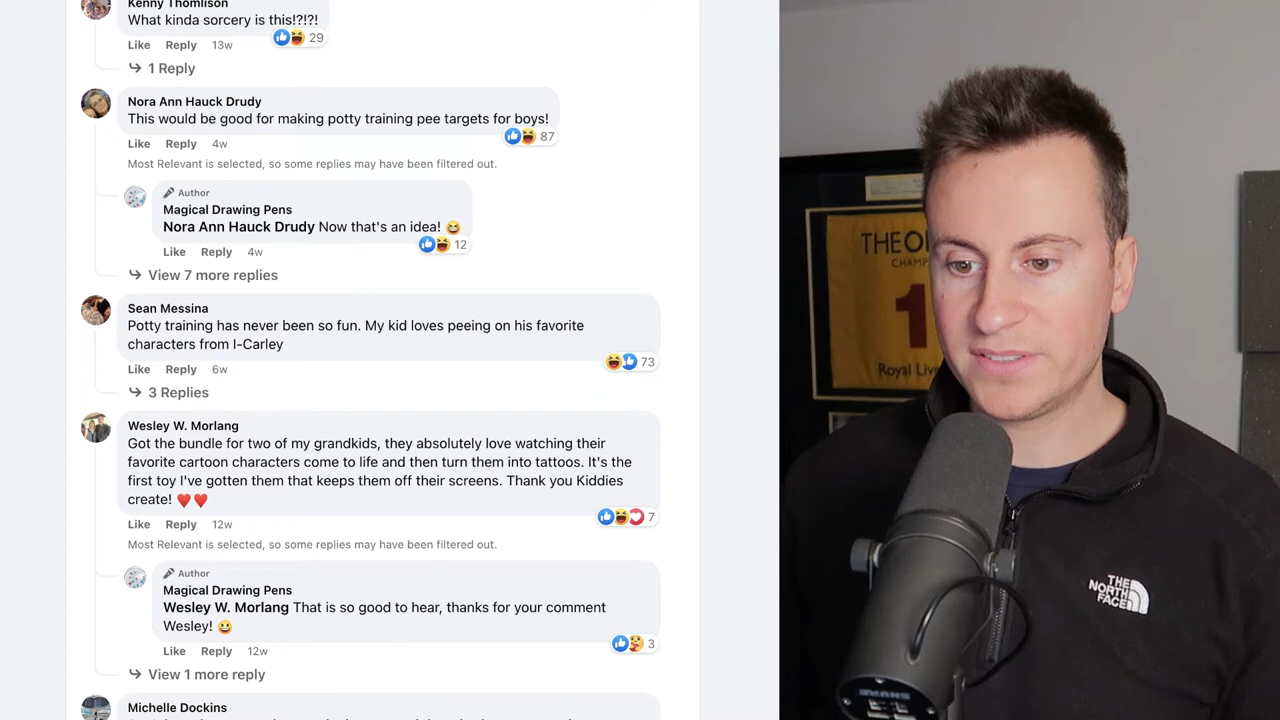 Kenny Thomlison
What kinda sorcery is this!?!?!
29
Like Reply 13w
1 Reply
Nora Ann Hauck Drudy
This would be good for making potty training pee targets for boys!
87
Like Reply 4w
Most Relevant is selected, so some replies may have been filtered out.
Author
Magical Drawing Pens
Nora Ann Hauck Drudy Now that's an idea! 😆
12
Like Reply 4w
View 7 more replies
Sean Messina
Potty training has never been so fun. My kid loves peeing on his favorite
characters from I-Carley
73
Like Reply 6w
3 Replies
Wesley W. Morlang
Got the bundle for two of my grandkids, they absolutely love watching their
favorite cartoon characters come to life and then turn them into tattoos. It's the
first toy I've gotten them that keeps them off their screens. Thank you Kiddies
create! ♥️♥️
7
Like Reply 12w
Most Relevant is selected, so some replies may have been filtered out.
Author
Magical Drawing Pens
Wesley W. Morlang That is so good to hear, thanks for your comment
Wesley! 😀
3
Like Reply 12w
View 1 more reply
Michelle Dockins
THE
CHAMP
1
Royal Liv
THE
NORTH
FACE